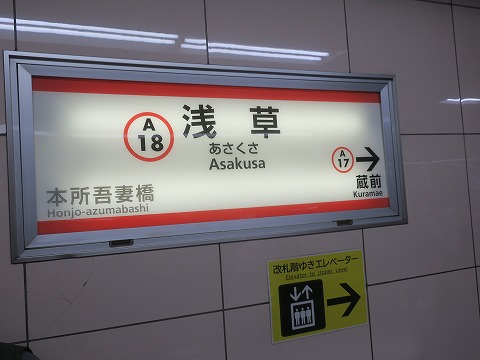 A
18
浅草
あさくさ
Asakusa
A
17
蔵前
Kuramae
本所吾妻橋
Honjo-azumabashi
改札階ゆきエレベーター
Elevator to Upper Level